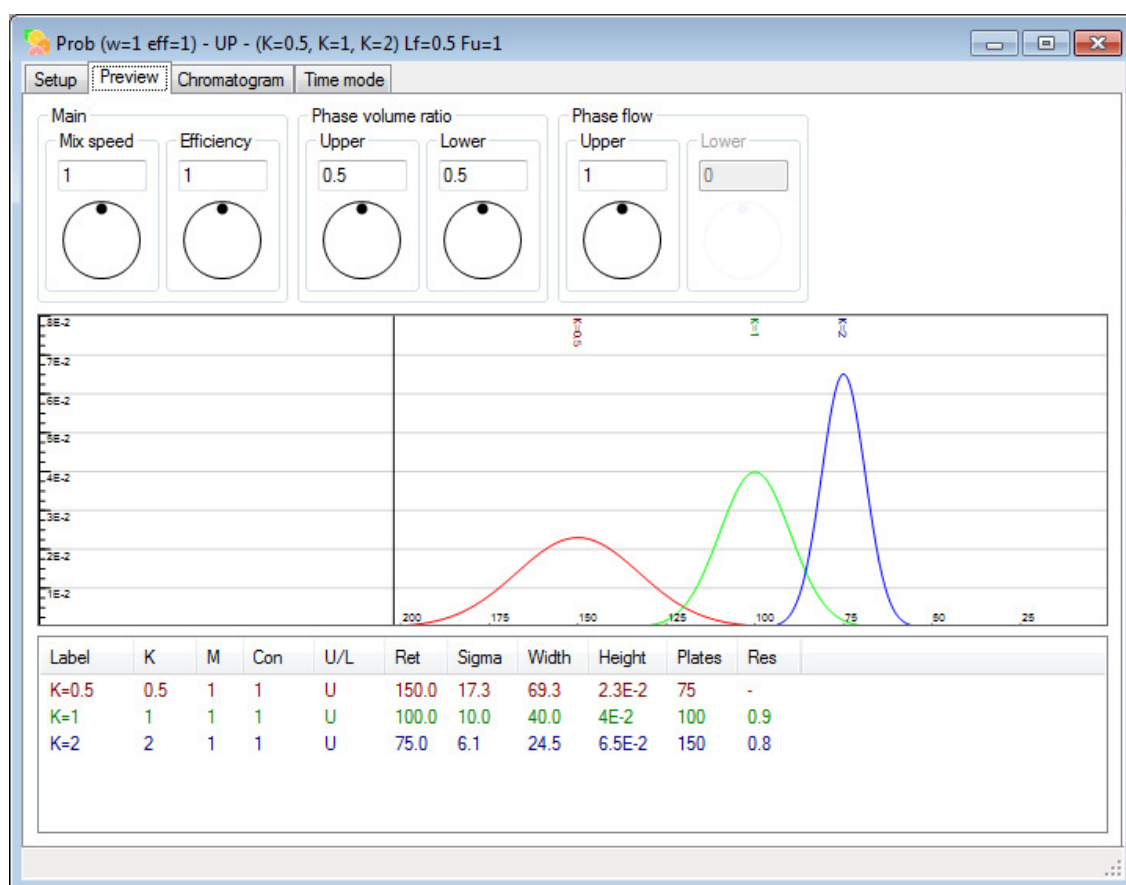 Prob (w=1 eff=1) - UP - (K=0.5, K=1, K=2) Lf=0.5 Fu=1
Setup Preview Chromatogram Time mode
Main Phase volume ratio Phase flow
Mix speed Efficiency Upper Lower Upper Lower
1 1 0.5 0.5 1 0
8E-2 K=0.5 K=1 K=2
7E-2
6E-2
5E-2
4E-2
3E-2
2E-2
1E-2
200 175 150 125 100 75 50 25
Label K M Con U/L Ret Sigma Width Height Plates Res
K=0.5 0.5 1 1 U 150.0 17.3 69.3 2.3E-2 75 -
K=1 1 1 1 U 100.0 10.0 40.0 4E-2 100 0.9
K=2 2 1 1 U 75.0 6.1 24.5 6.5E-2 150 0.8